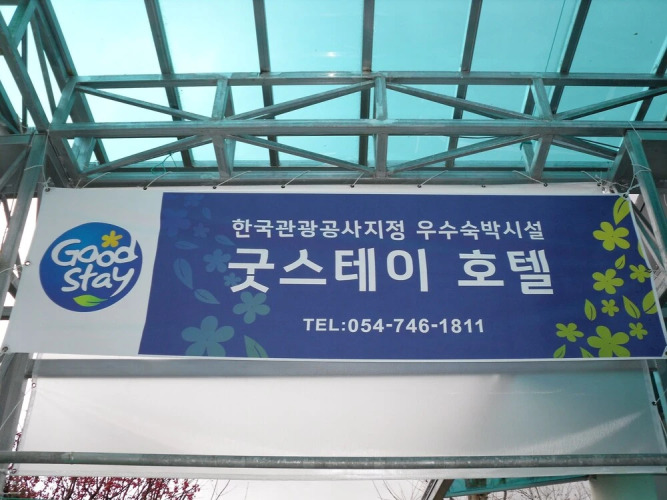 Good
stay
한국관광공사지정 우수숙박시설
굿스테이 호텔
TEL:054-746-1811